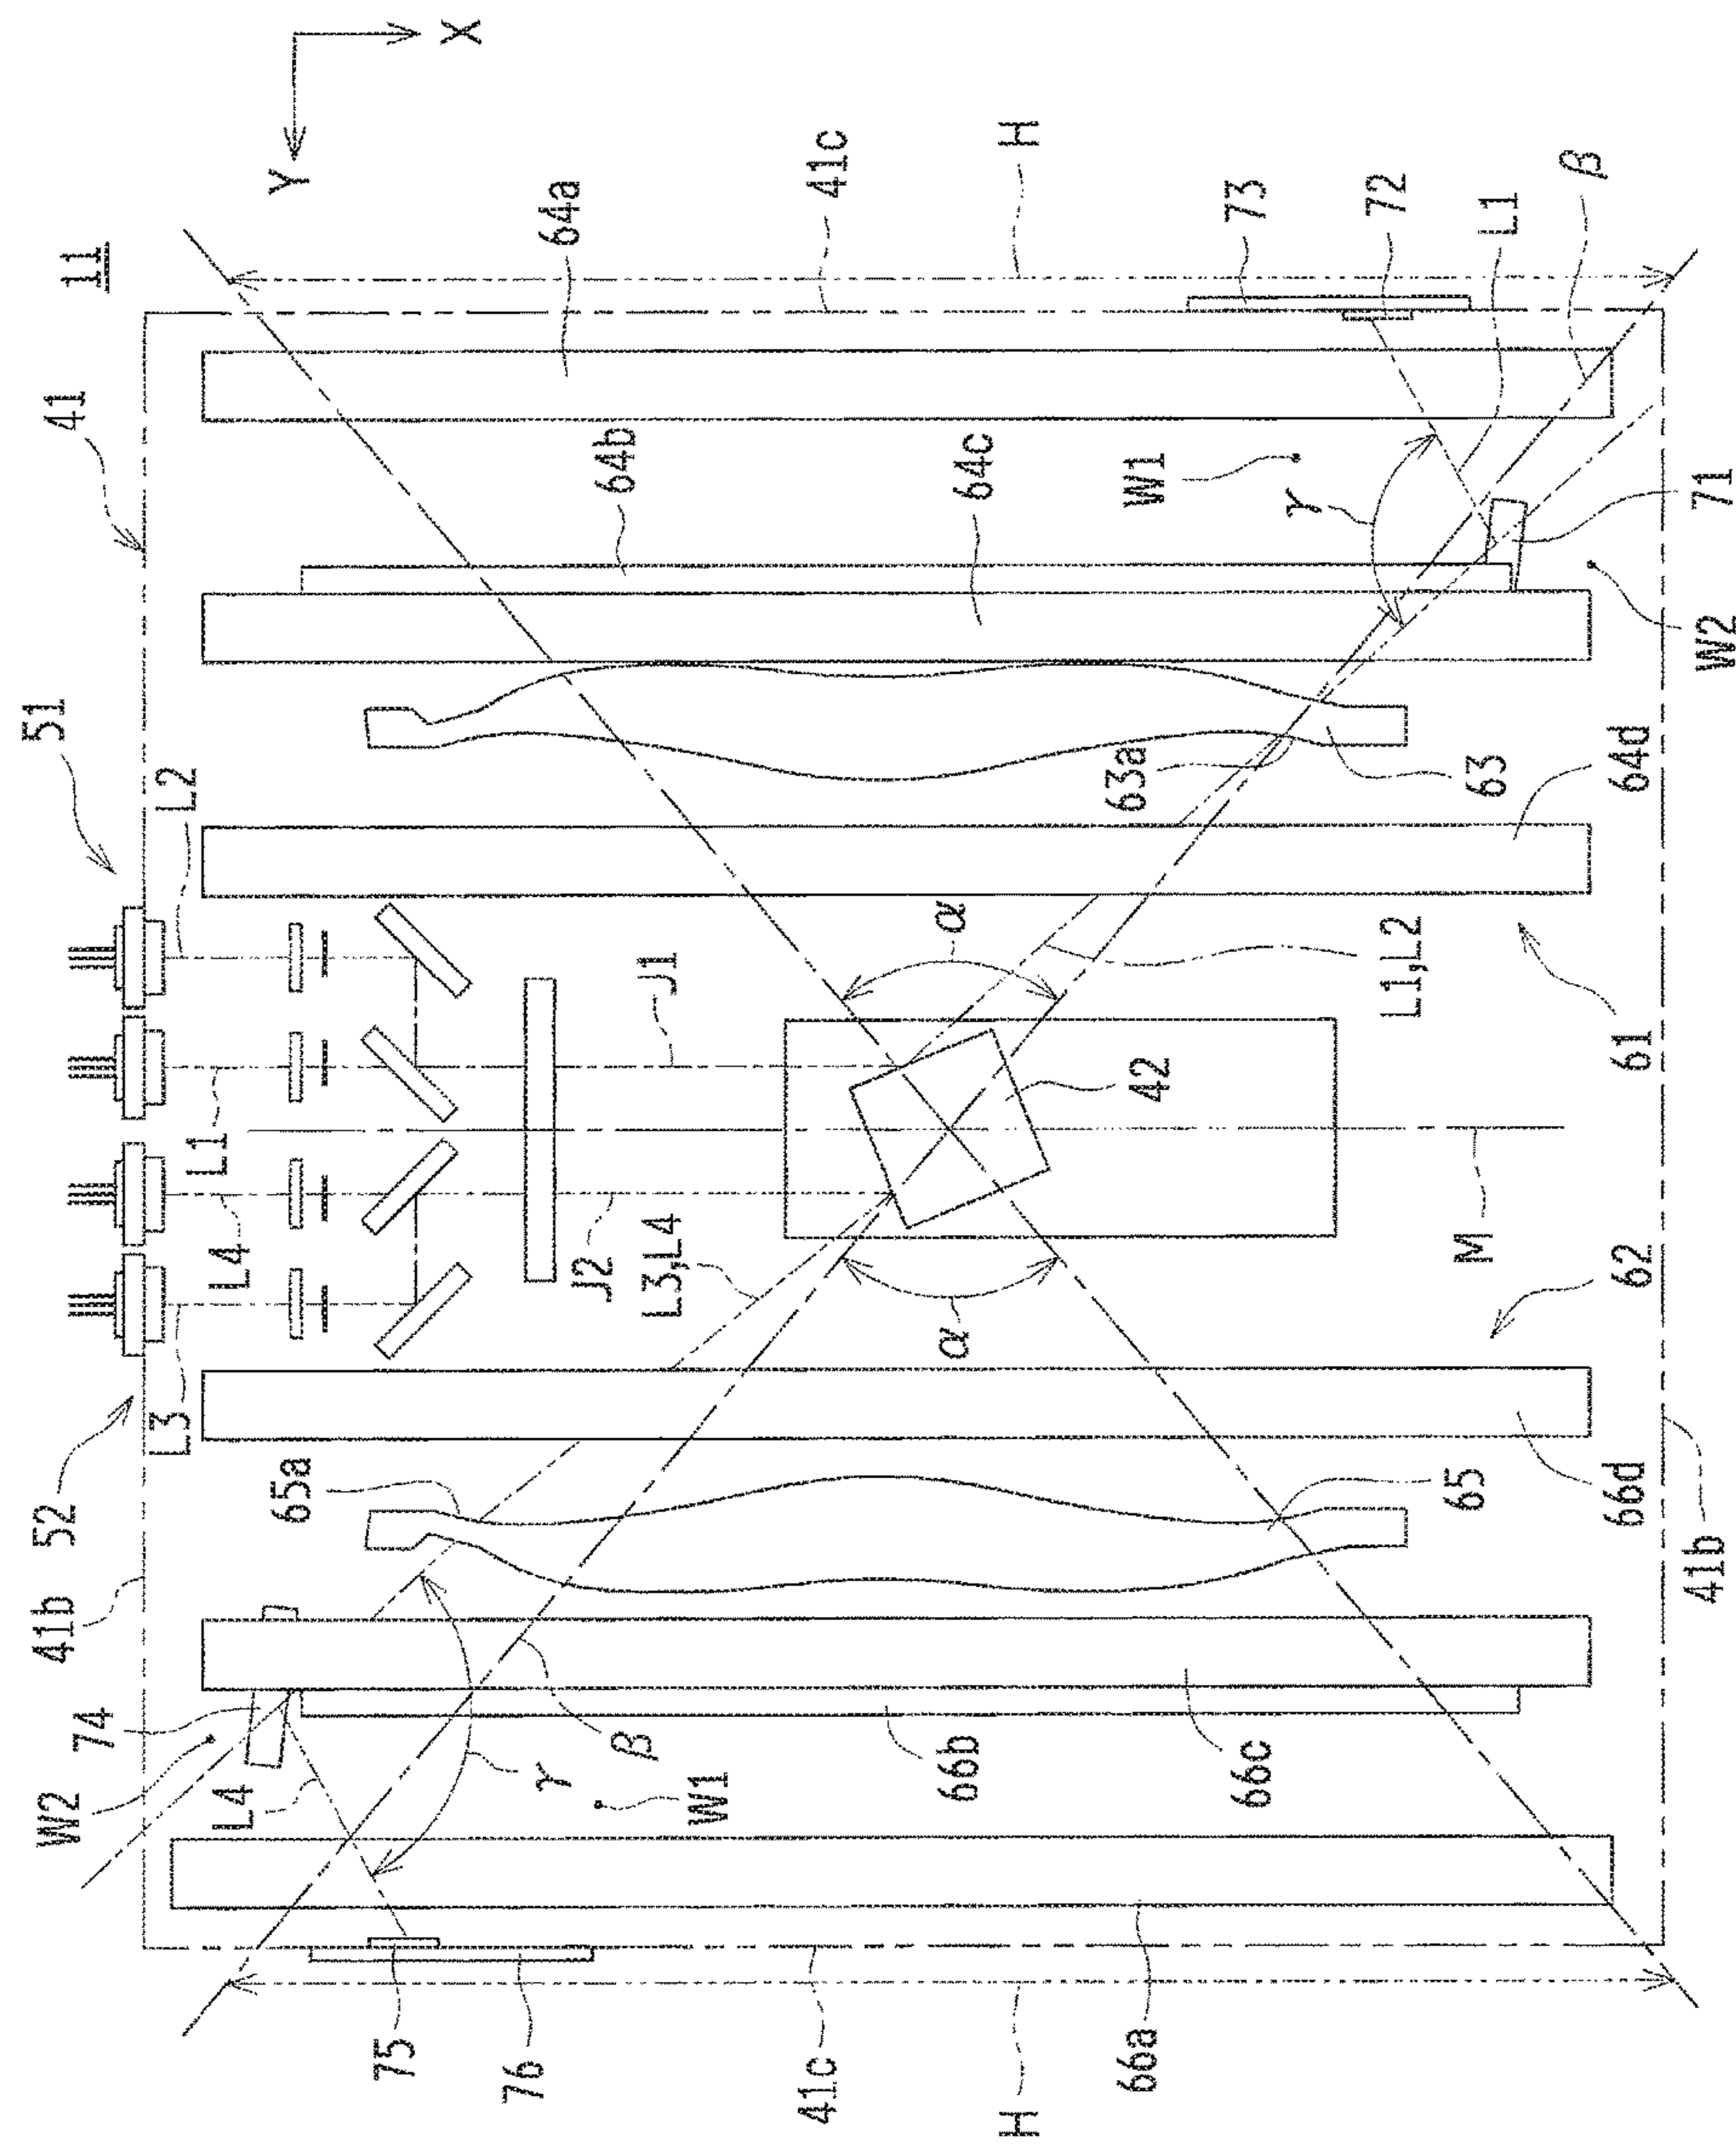 11
X
Y
H
41c
64a
73
72
L1
β
41
64b
64c
W1
γ
71
W2
51
L2
63a
63
64d
α
J1
L1,L2
61
L1
42
M
L4
J2
L3,L4
α
62
L3
52
65a
65
66d
41b
41b
74
W2
L4
β
γ
W1
66b
66c
75
76
41c
66a
H